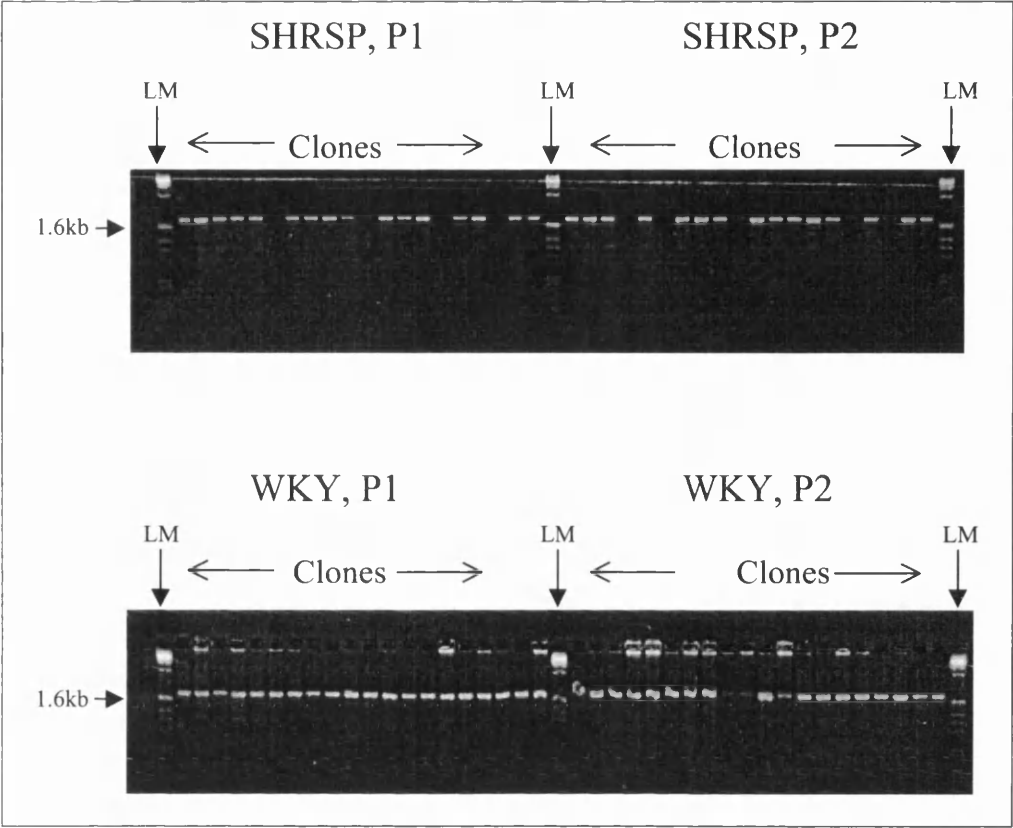 SHRSP, P1 SHRSP, P2
LM LM LM
Clones Clones
1.6kb
WKY, P1 WKY, P2
LM LM LM
Clones Clones
1.6kb